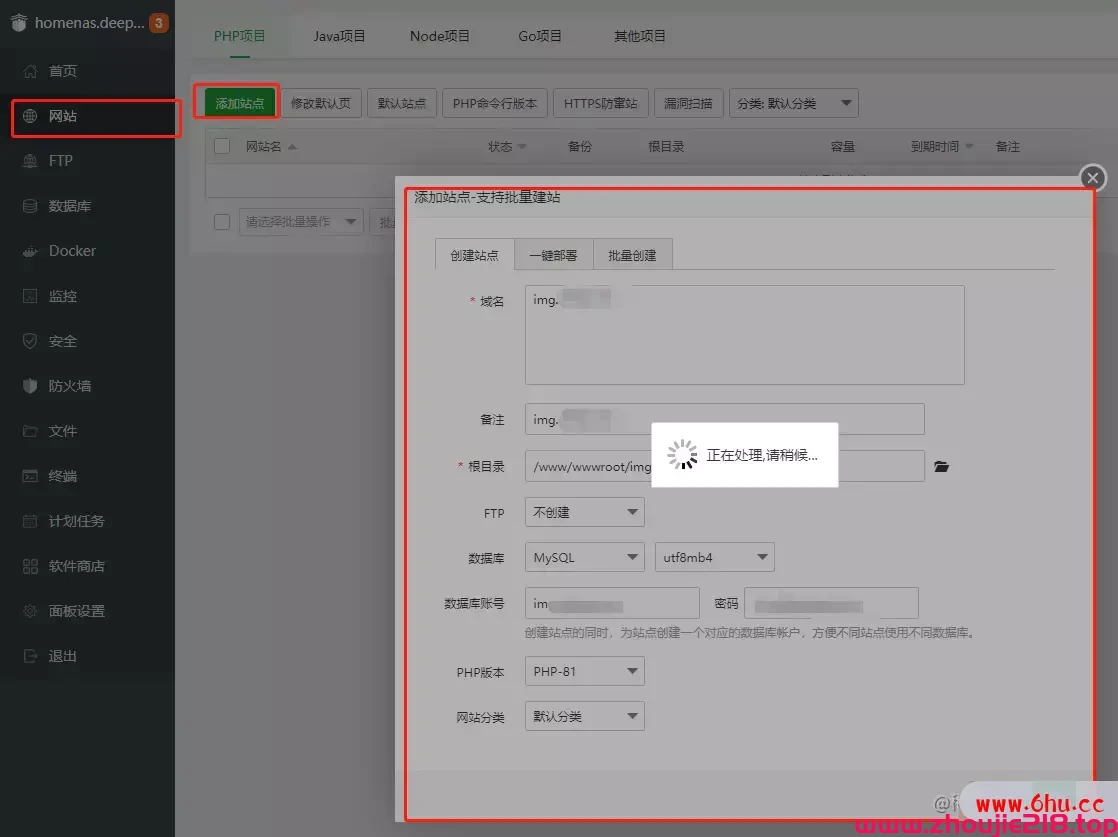 homenas.deep... 3
首页
网站
FTP
数据库
Docker
监控
安全
防火墙
文件
终端
计划任务
软件商店
面板设置
退出
PHP项目 Java项目 Node项目 Go项目 其他项目
添加站点 修改默认页 默认站点 PHP命令行版本 HTTPS防窜站 漏洞扫描 分类: 默认分类
网站名 状态 备份 根目录 容量 到期时间 备注
请选择批量操作
添加站点-支持批量建站
创建站点 一键部署 批量创建
* 域名 img.
备注 img.
* 根目录 /www/wwwroot/img
正在处理,请稍候...
FTP 不创建
数据库 MySQL utf8mb4
数据库账号 im 密码
创建站点的同时，为站点创建一个对应的数据库帐户，方便不同站点使用不同数据库。
PHP版本 PHP-81
网站分类 默认分类
www.6hu.cc
www.zhoujie218.top